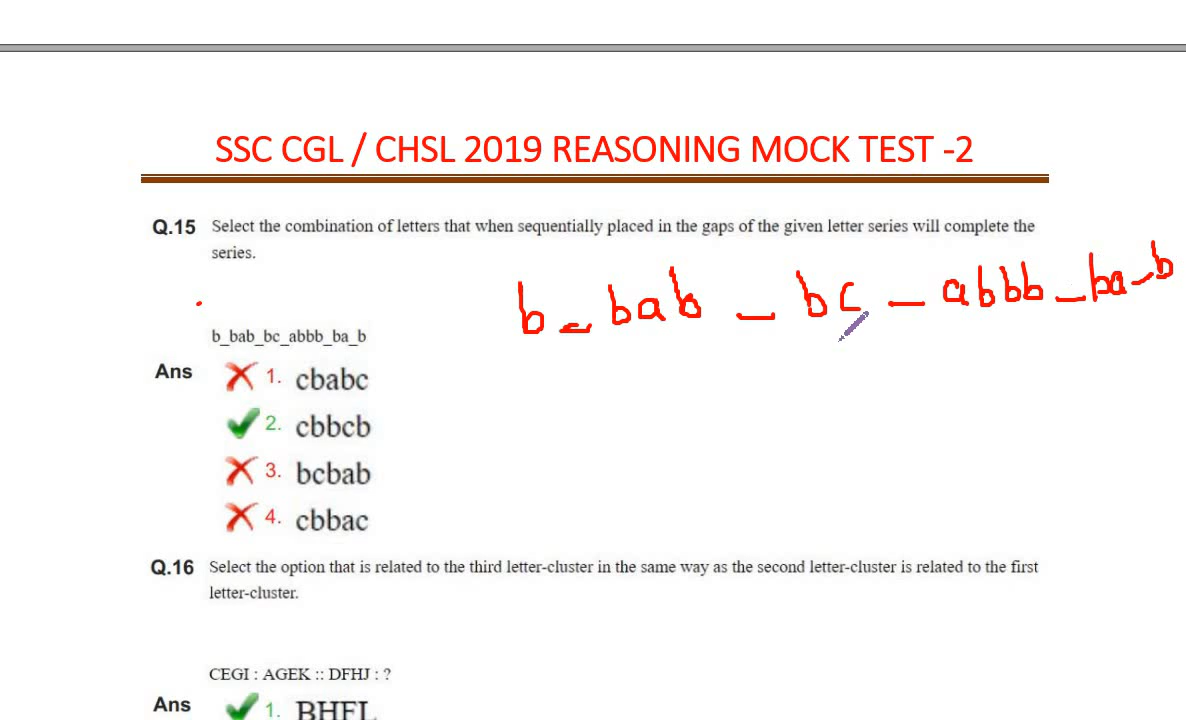 SSC CGL / CHSL 2019 REASONING MOCK TEST -2
Q.15 Select the combination of letters that when sequentially placed in the gaps of the given letter series will complete the
series.
b_bab_bc_abbb_ba_b
b_bab_bc_abbb_ba_b
Ans 1. cbabc
2. cbbcb
3. bcbab
4. cbbac
Q.16 Select the option that is related to the third letter-cluster in the same way as the second letter-cluster is related to the first
letter-cluster.
CEGI : AGEK :: DFHJ : ?
Ans 1. BHFL